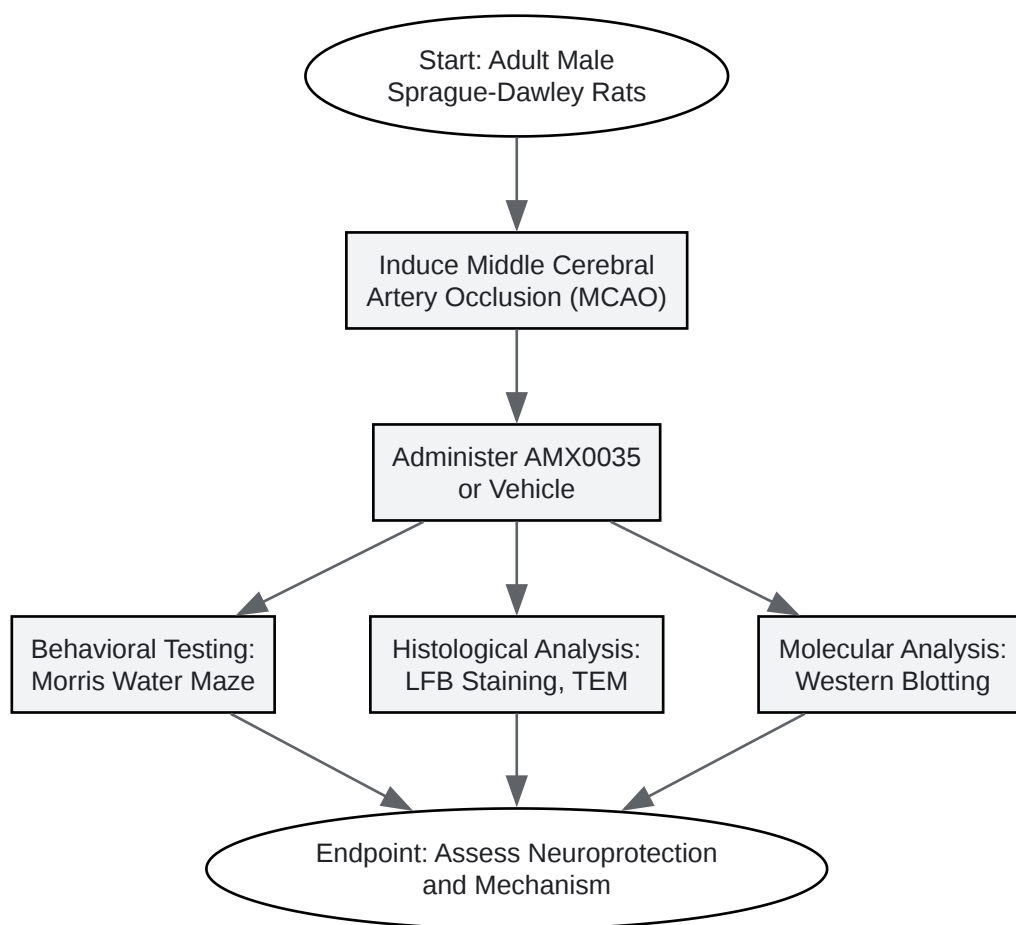 Start: Adult Male
Sprague-Dawley Rats
Induce Middle Cerebral
Artery Occlusion (MCAO)
Administer AMX0035
or Vehicle
Behavioral Testing:
Morris Water Maze
Histological Analysis:
LFB Staining, TEM
Molecular Analysis:
Western Blotting
Endpoint: Assess Neuroprotection
and Mechanism